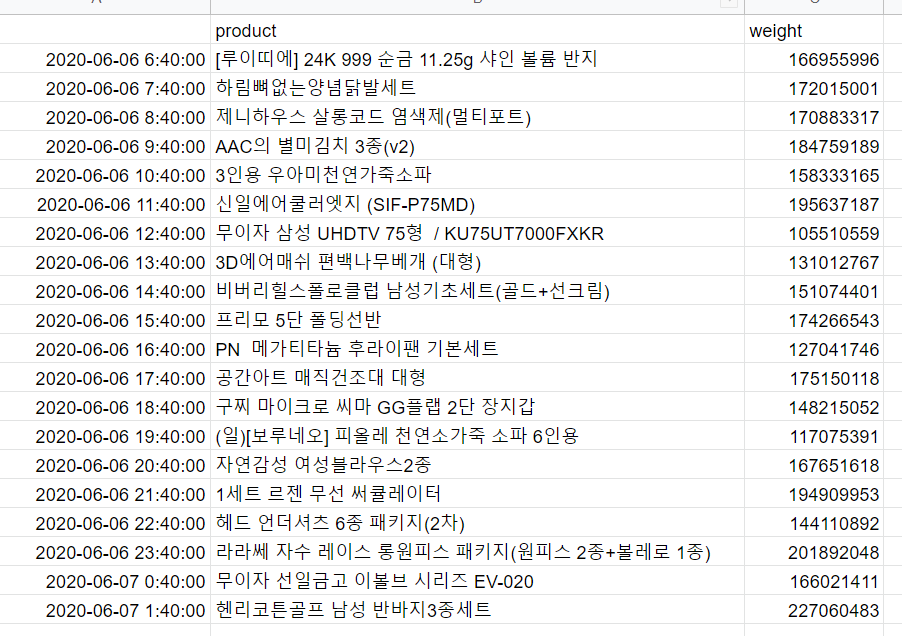 product weight
2020-06-06 6:40:00 [루이띠에] 24K 999 순금 11.25g 샤인 볼륨 반지 166955996
2020-06-06 7:40:00 하림뼈없는양념닭발세트 172015001
2020-06-06 8:40:00 제니하우스 살롱코드 염색제(멀티포트) 170883317
2020-06-06 9:40:00 AAC의 별미김치 3종(v2) 184759189
2020-06-06 10:40:00 3인용 우아미천연가죽소파 158333165
2020-06-06 11:40:00 신일에어쿨러엣지 (SIF-P75MD) 195637187
2020-06-06 12:40:00 무이자 삼성 UHDTV 75형  / KU75UT7000FXKR 105510559
2020-06-06 13:40:00 3D에어매쉬 편백나무베개 (대형) 131012767
2020-06-06 14:40:00 비버리힐스폴로클럽 남성기초세트(골드+선크림) 151074401
2020-06-06 15:40:00 프리모 5단 폴딩선반 174266543
2020-06-06 16:40:00 PN  메가티타늄 후라이팬 기본세트 127041746
2020-06-06 17:40:00 공간아트 매직건조대 대형 175150118
2020-06-06 18:40:00 구찌 마이크로 씨마 GG플랩 2단 장지갑 148215052
2020-06-06 19:40:00 (일)[보루네오] 피올레 천연소가죽 소파 6인용 117075391
2020-06-06 20:40:00 자연감성 여성블라우스2종 167651618
2020-06-06 21:40:00 1세트 르젠 무선 써큘레이터 194909953
2020-06-06 22:40:00 헤드 언더셔츠 6종 패키지(2차) 144110892
2020-06-06 23:40:00 라라쎄 자수 레이스 롱원피스 패키지(원피스 2종+볼레로 1종) 201892048
2020-06-07 0:40:00 무이자 선일금고 이볼브 시리즈 EV-020 166021411
2020-06-07 1:40:00 헨리코튼골프 남성 반바지3종세트 227060483